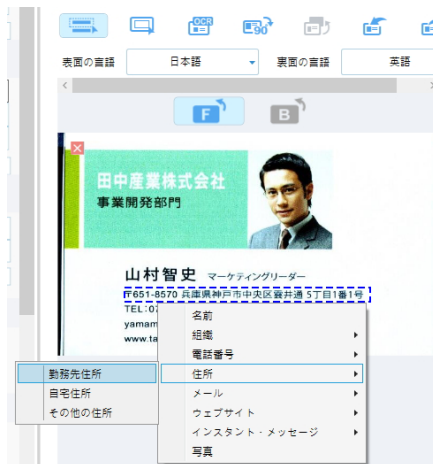 OCR
90°
表面の言語
日本語
裏面の言語
英語
F
B
田中産業株式会社
事業開発部門
山村智史 マーケティングリーダー
〒651-8570 兵庫県神戸市中央区雲井通 5丁目1番1号
TEL:0
yamam
www.ta
名前
組織
電話番号
住所
メール
ウェブサイト
インスタント・メッセージ
写真
勤務先住所
自宅住所
その他の住所